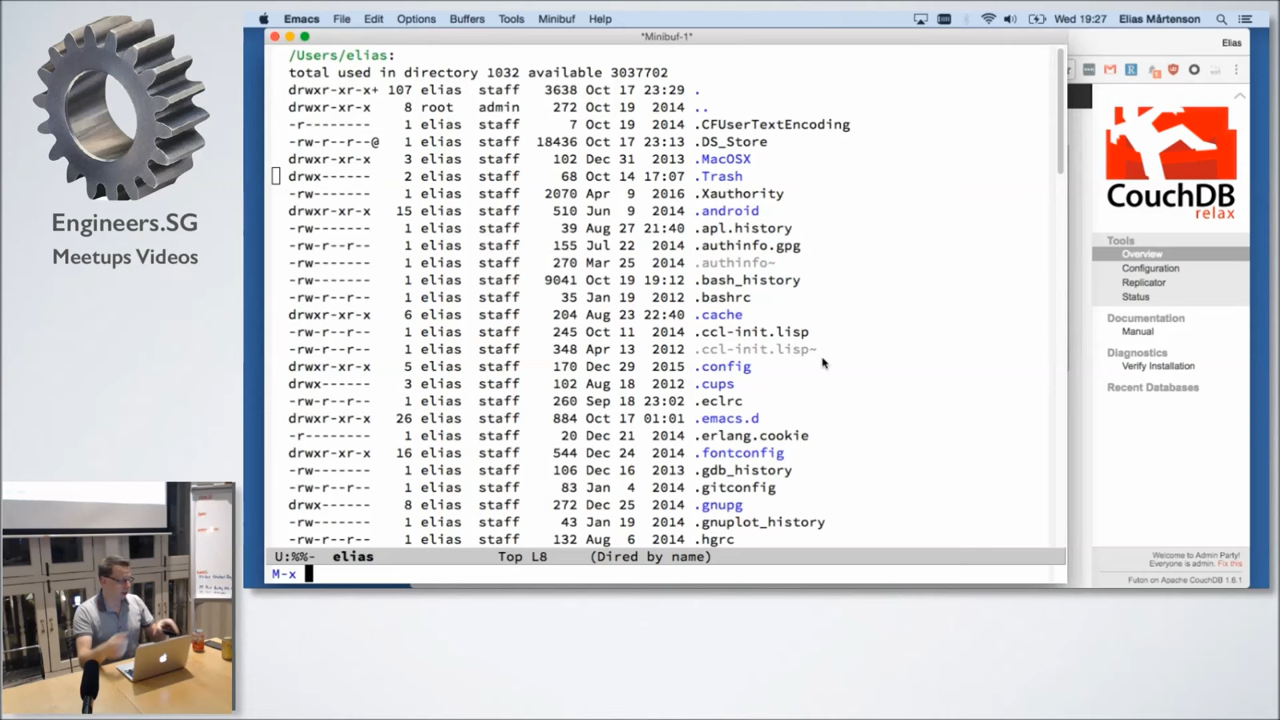 Engineers.SG
Meetups Videos
Emacs File Edit Options Buffers Tools Minibuf Help
Wed 19:27 Elias Mårtenson
*Minibuf-1*
/Users/elias:
total used in directory 1032 available 3037702
drwxr-xr-x+ 107 elias staff 3638 Oct 17 23:29 .
drwxr-xr-x 8 root admin 272 Oct 19 2014 ..
-r-------- 1 elias staff 7 Oct 19 2014 .CFUserTextEncoding
-rw-r--r--@ 1 elias staff 18436 Oct 17 23:13 .DS_Store
drwxr-xr-x 3 elias staff 102 Dec 31 2013 .MacOSX
drwx------ 2 elias staff 68 Oct 14 17:07 .Trash
-rw------- 1 elias staff 2070 Apr 9 2016 .Xauthority
drwxr-xr-x 15 elias staff 510 Jun 9 2014 .android
-rw------- 1 elias staff 39 Aug 27 21:40 .apl.history
-rw-r--r-- 1 elias staff 155 Jul 22 2014 .authinfo.gpg
-rw------- 1 elias staff 270 Mar 25 2014 .authinfo~
-rw------- 1 elias staff 9041 Oct 19 19:12 .bash_history
-rw-r--r-- 1 elias staff 35 Jan 19 2012 .bashrc
drwxr-xr-x 6 elias staff 204 Aug 23 22:40 .cache
-rw-r--r-- 1 elias staff 245 Oct 11 2014 .ccl-init.lisp
-rw-r--r-- 1 elias staff 348 Apr 13 2012 .ccl-init.lisp~
drwxr-xr-x 5 elias staff 170 Dec 29 2015 .config
drwx------ 3 elias staff 102 Aug 18 2012 .cups
-rw-r--r-- 1 elias staff 260 Sep 18 23:02 .eclrc
drwxr-xr-x 26 elias staff 884 Oct 17 01:01 .emacs.d
-r-------- 1 elias staff 20 Dec 21 2014 .erlang.cookie
drwxr-xr-x 16 elias staff 544 Dec 24 2014 .fontconfig
-rw------- 1 elias staff 106 Dec 16 2013 .gdb_history
-rw-r--r-- 1 elias staff 83 Jan 4 2014 .gitconfig
drwx------ 8 elias staff 272 Dec 25 2014 .gnupg
-rw------- 1 elias staff 43 Jan 19 2012 .gnuplot_history
-rw-r--r-- 1 elias staff 132 Aug 6 2014 .hgrc
U:%%- elias Top L8 (Dired by name)
M-x
Elias
CouchDB
relax
Tools
Overview
Configuration
Replicator
Status
Documentation
Manual
Diagnostics
Verify Installation
Recent Databases
Welcome to Admin Party!
Everyone is admin. Fix this
Futon on Apache CouchDB 1.6.1